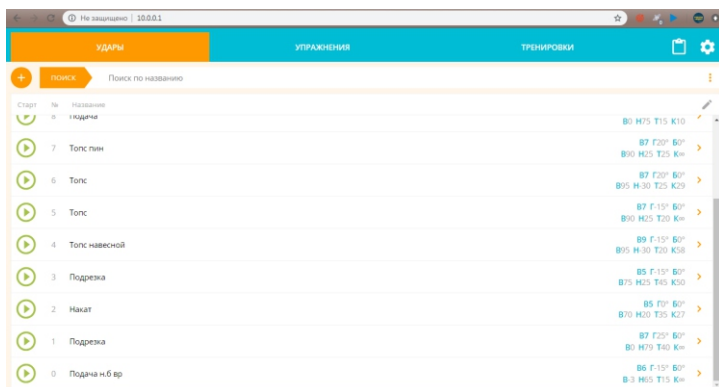 Не защищено | 10.0.0.1
УДАРЫ УПРАЖНЕНИЯ ТРЕНИРОВКИ
ПОИСК Поиск по названию
Старт № Название
8 Подача В0 Н75 Т15 К10
7 Топс пин В7 Г20° Б0°
В90 Н25 Т25 К∞
6 Топс В7 Г20° Б0°
В95 Н-30 Т25 К29
5 Топс В7 Г-15° Б0°
В90 Н25 Т20 К∞
4 Топс навесной В9 Г-15° Б0°
В95 Н-30 Т20 К58
3 Подрезка В5 Г-15° Б0°
В75 Н25 Т45 К50
2 Накат В5 Г0° Б0°
В70 Н20 Т35 К27
1 Подрезка В7 Г25° Б0°
В0 Н79 Т40 К∞
0 Подача н.б вр В6 Г-15° Б0°
В-3 Н65 Т15 К∞